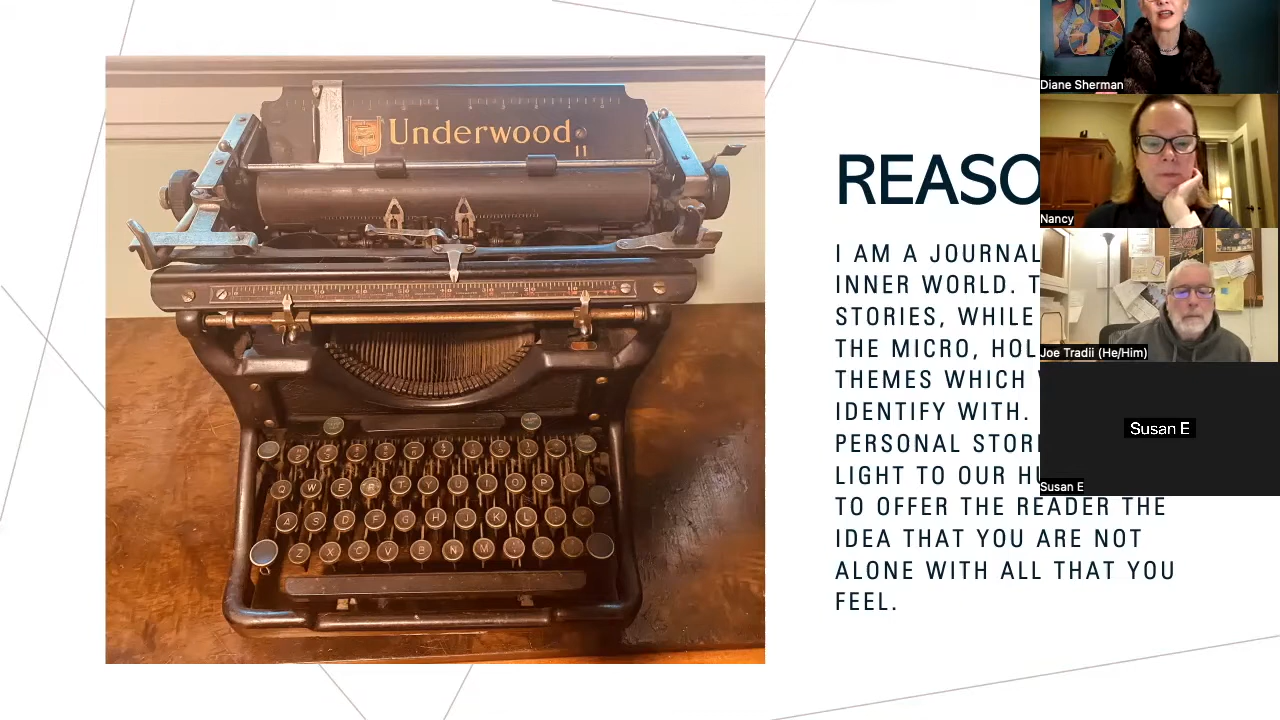 Underwood
11
Q W E R T Y U I O P
A S D F G H J K L
Z X C V B N M
REASO
I AM A JOURNAL
INNER WORLD. T
STORIES, WHILE
THE MICRO, HOL
THEMES WHICH
IDENTIFY WITH.
PERSONAL STORI
LIGHT TO OUR HU
TO OFFER THE READER THE
IDEA THAT YOU ARE NOT
ALONE WITH ALL THAT YOU
FEEL.
Diane Sherman
Nancy
Joe Tradii (He/Him)
Susan E
Susan E